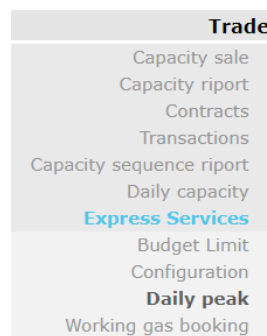 Trade
Capacity sale
Capacity riport
Contracts
Transactions
Capacity sequence riport
Daily capacity
Express Services
Budget Limit
Configuration
Daily peak
Working gas booking